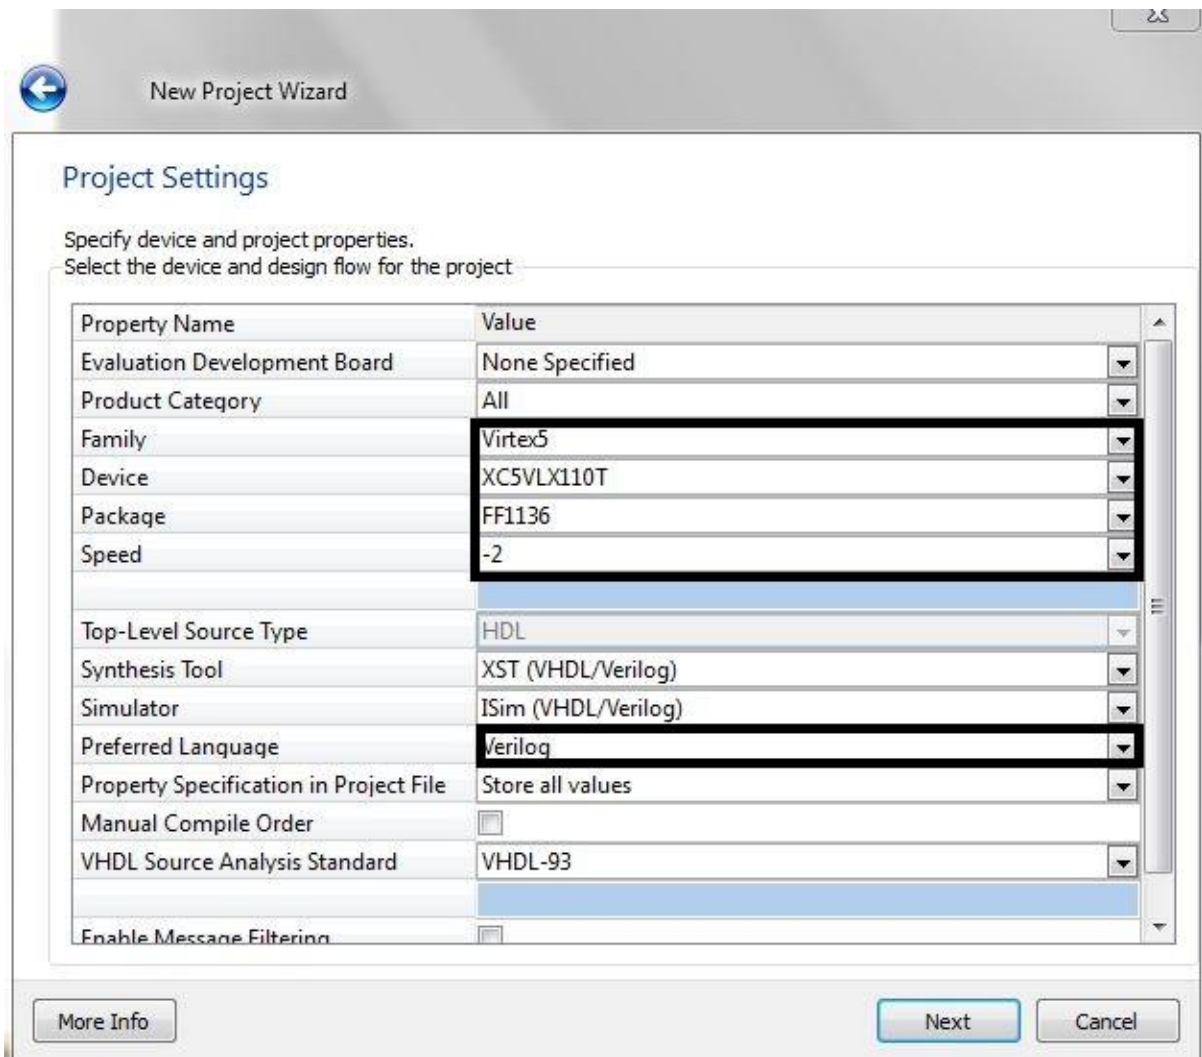 New Project Wizard
Project Settings
Specify device and project properties.
Select the device and design flow for the project
Property Name Value
Evaluation Development Board None Specified
Product Category All
Family Virtex5
Device XC5VLX110T
Package FF1136
Speed -2
Top-Level Source Type HDL
Synthesis Tool XST (VHDL/Verilog)
Simulator ISim (VHDL/Verilog)
Preferred Language Verilog
Property Specification in Project File Store all values
Manual Compile Order
VHDL Source Analysis Standard VHDL-93
Enable Message Filtering
More Info Next Cancel